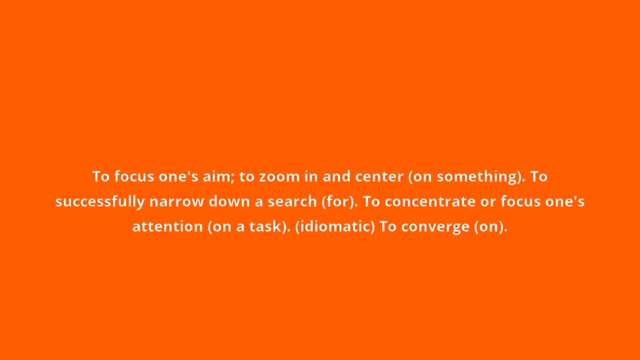 To focus one's aim; to zoom in and center (on something). To
successfully narrow down a search (for). To concentrate or focus one's
attention (on a task). (idiomatic) To converge (on).